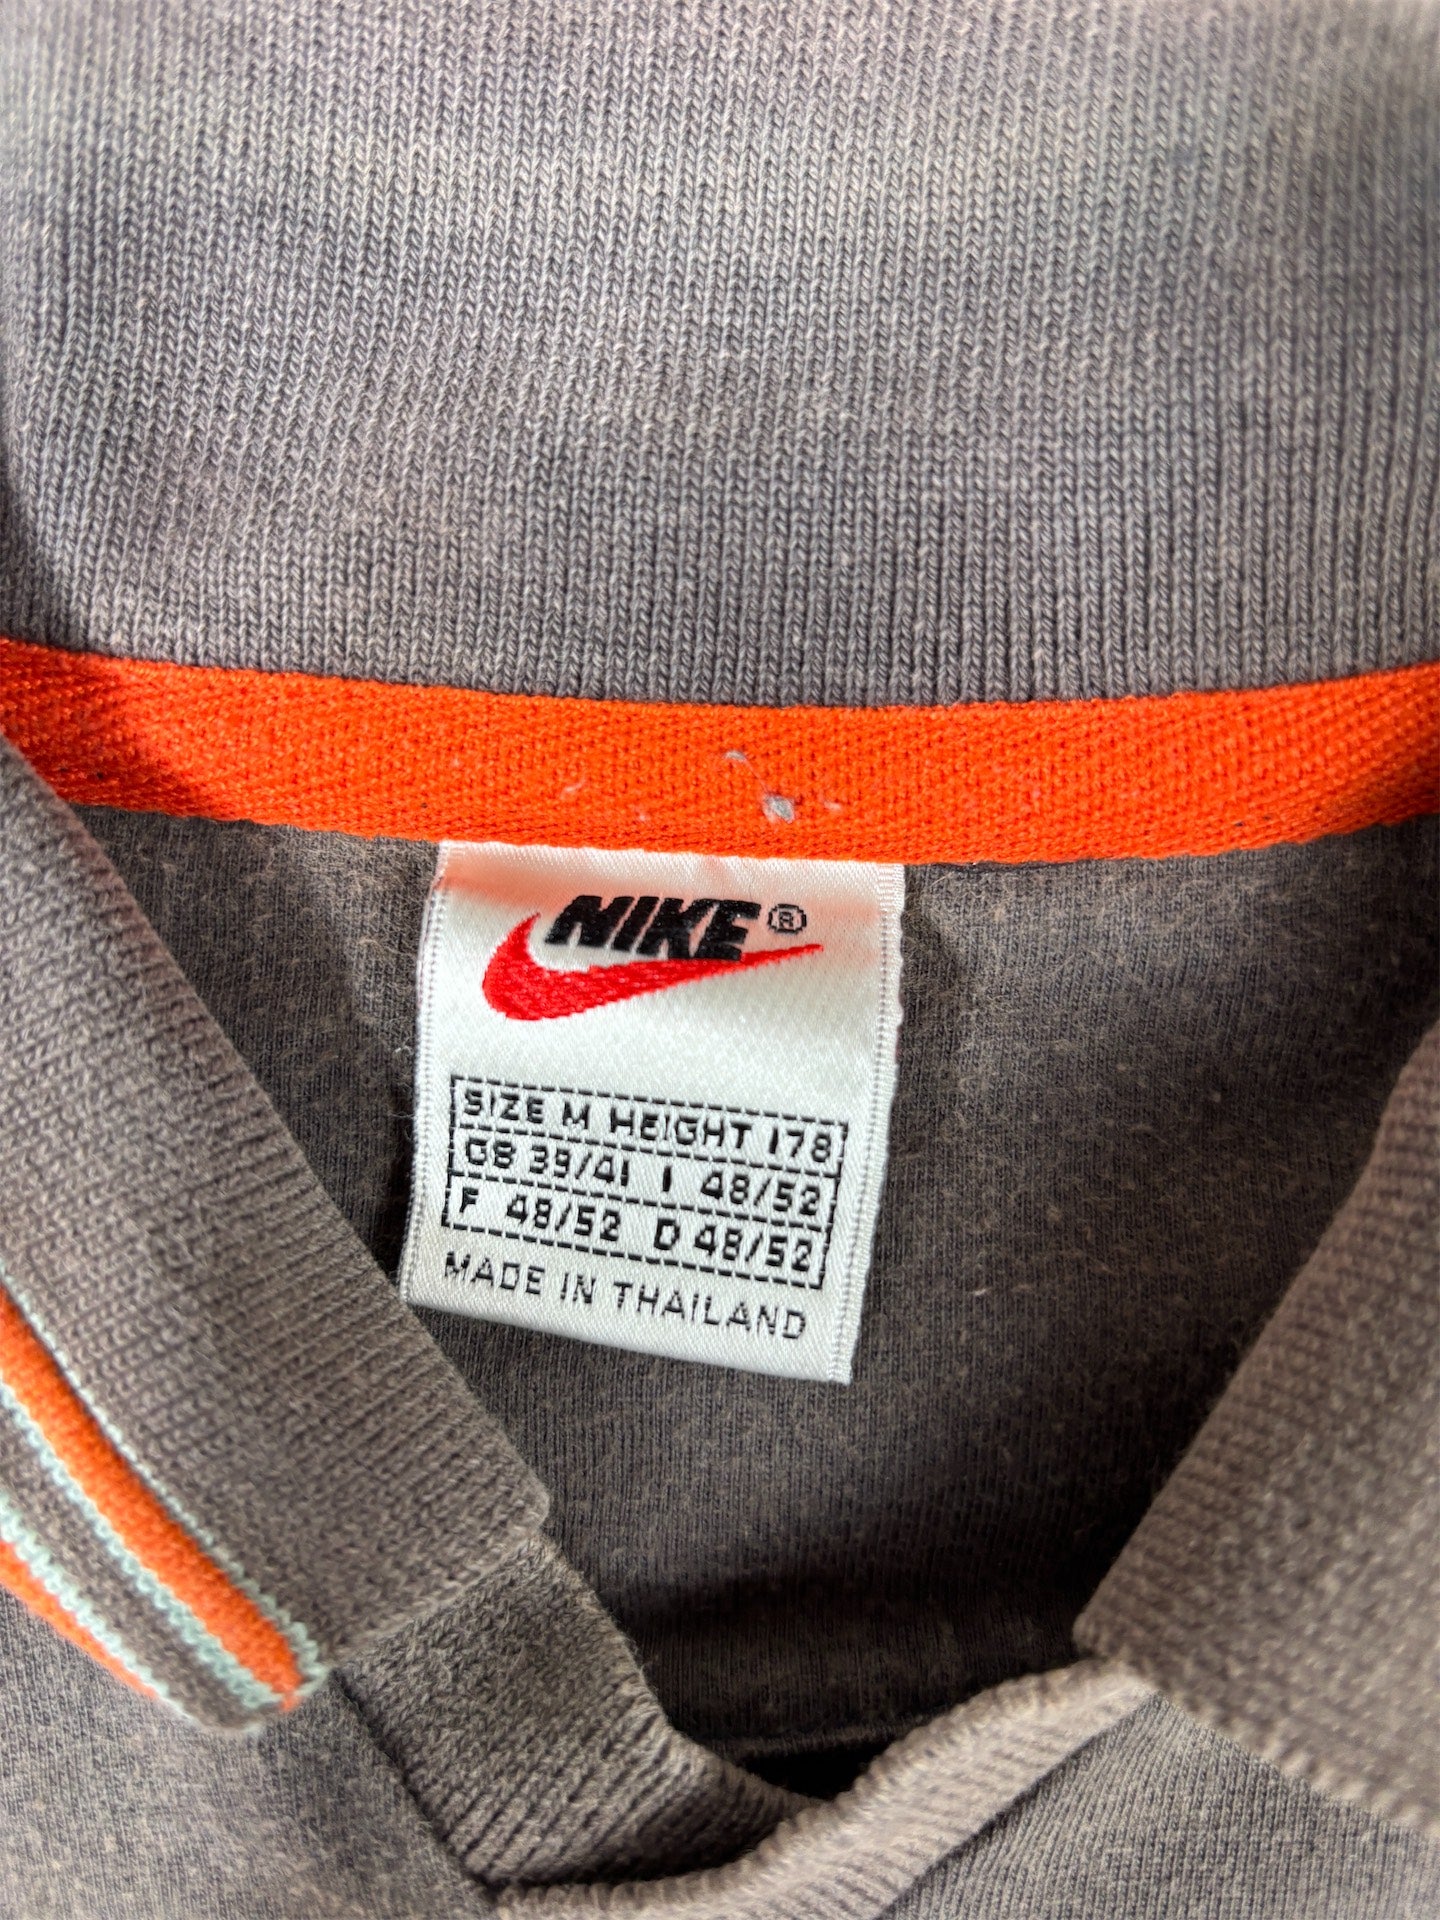 NIKE®
SIZE M HEIGHT 178
GB 39/41 I 48/52
F 48/52 D 48/52
MADE IN THAILAND